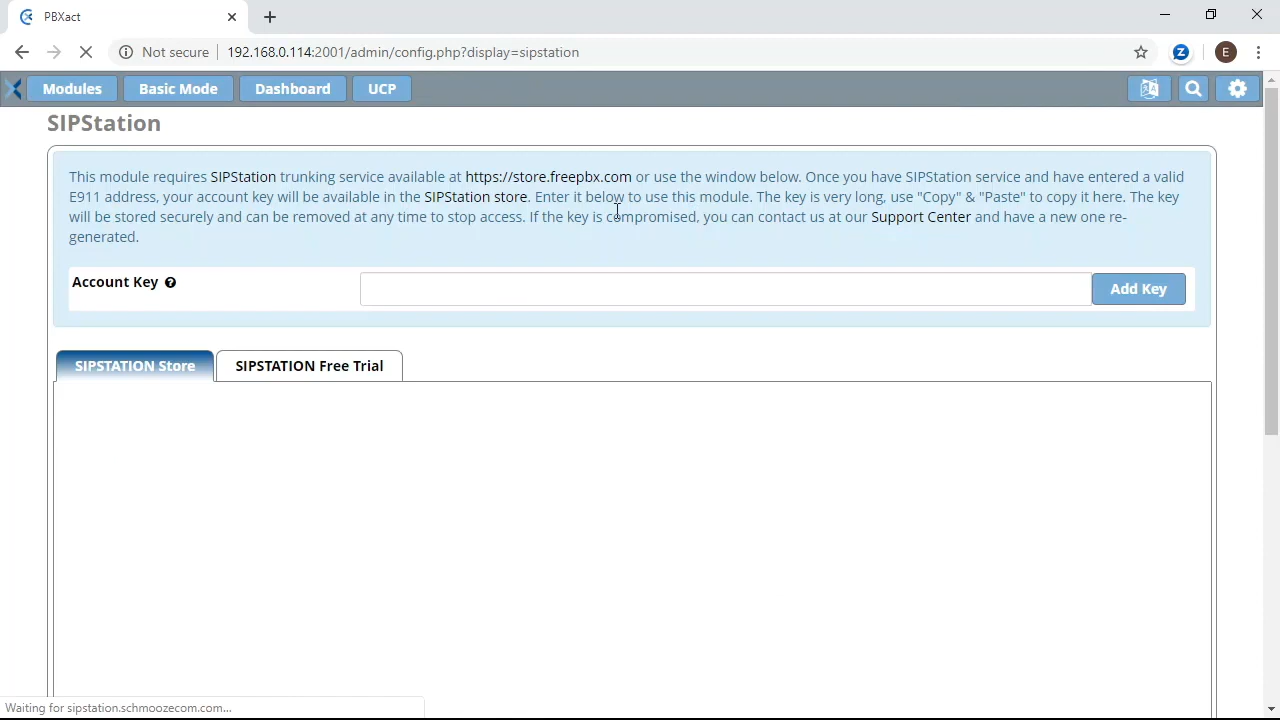 PBXact
Not secure
192.168.0.114:2001/admin/config.php?display=sipstation
Z
E
Modules
Basic Mode
Dashboard
UCP
SIPStation
This module requires SIPStation trunking service available at https://store.freepbx.com or use the window below. Once you have SIPStation service and have entered a valid
E911 address, your account key will be available in the SIPStation store. Enter it below to use this module. The key is very long, use "Copy" & "Paste" to copy it here. The key
will be stored securely and can be removed at any time to stop access. If the key is compromised, you can contact us at our Support Center and have a new one re-
generated.
Account Key
Add Key
SIPSTATION Store
SIPSTATION Free Trial
Waiting for sipstation.schmoozecom.com...